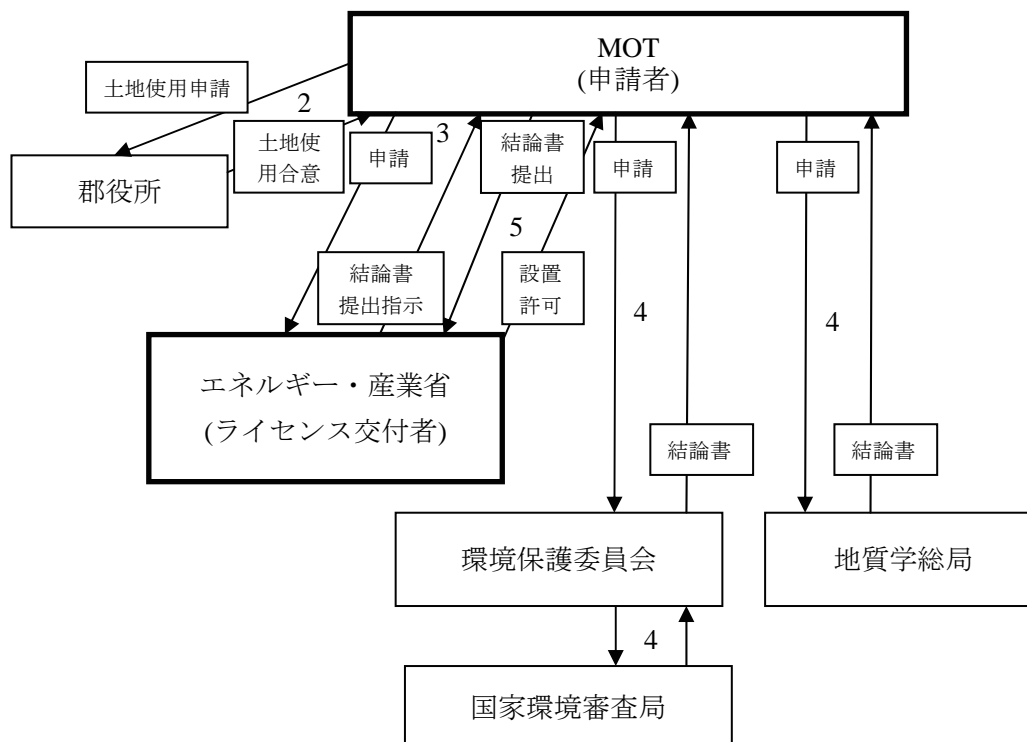 MOT
(申請者)
土地使用申請
2
土地使
用合意
郡役所
申請
3
結論書
提出
申請
申請
5
結論書
提出指示
設置
許可
4
4
エネルギー・産業省
(ライセンス交付者)
結論書
結論書
環境保護委員会
地質学総局
4
国家環境審査局